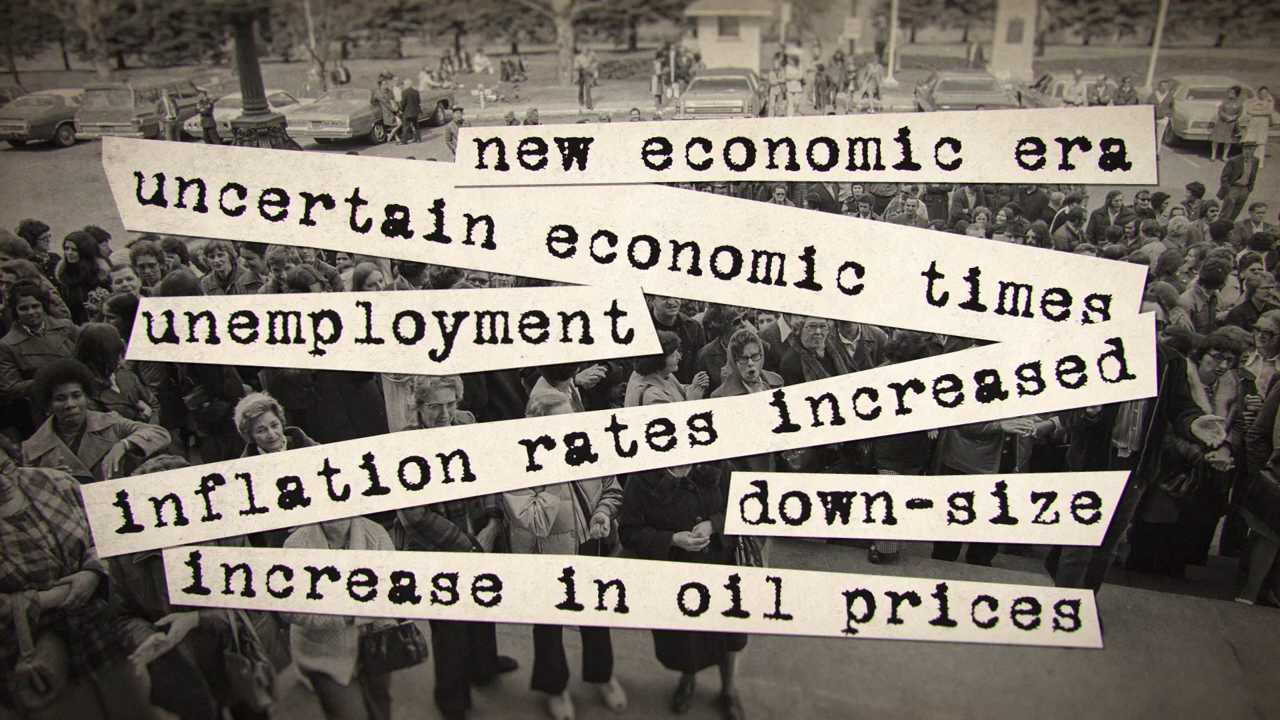 new economic era
uncertain economic times
unemployment
inflation rates increased
down-size
increase in oil prices